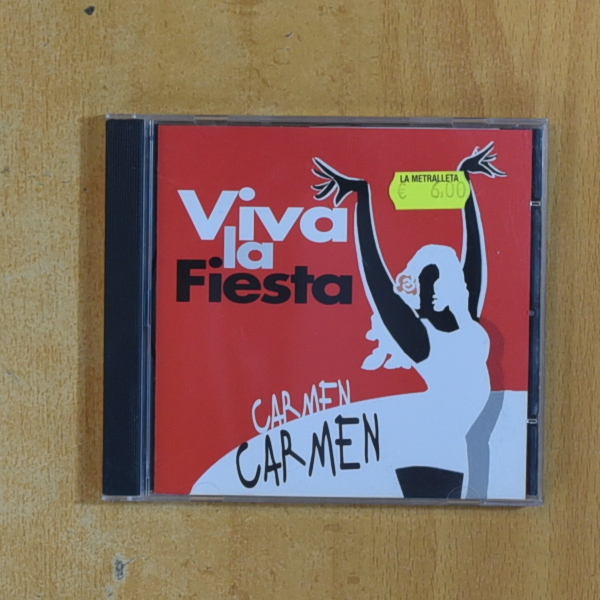 LA METRALLETA
€ 6,00
Viva
la
Fiesta
CARMEN
CARMEN